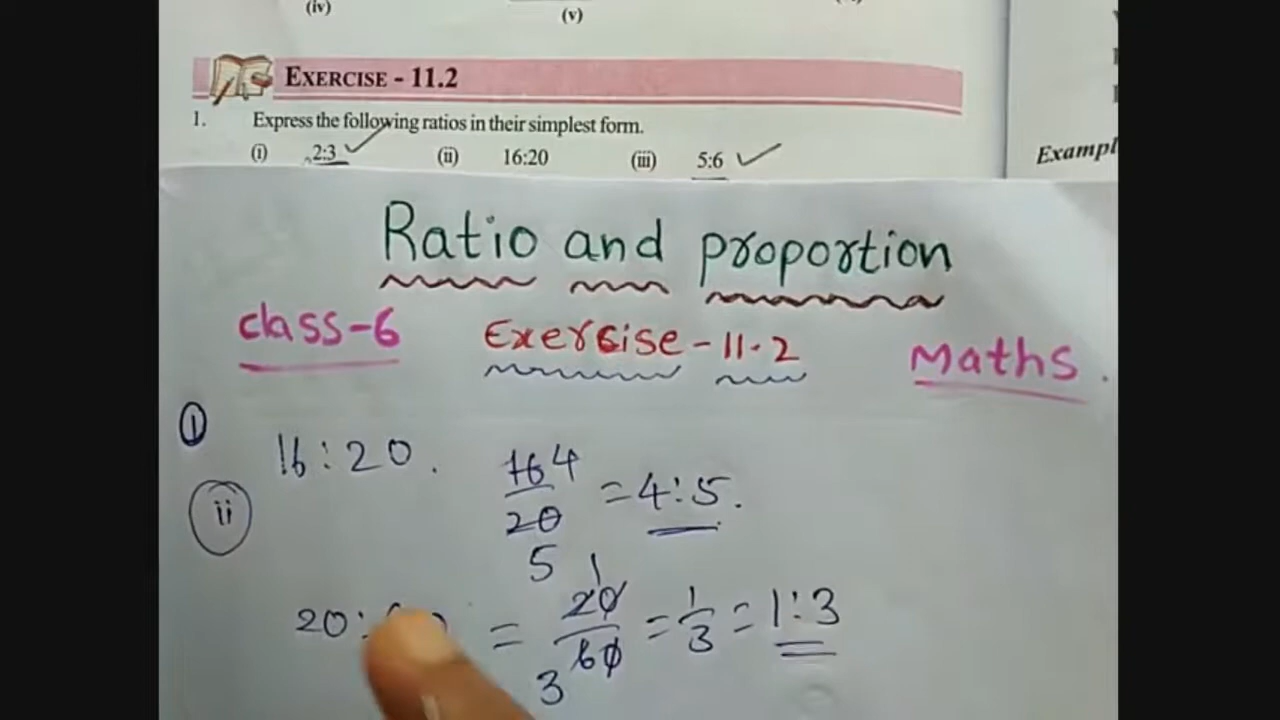 (iv) (v)
EXERCISE - 11.2
1. Express the following ratios in their simplest form.
(i) 2:3 (ii) 16:20 (iii) 5:6
Exampl
Ratio and proportion
class-6 Exercise-11.2 Maths.
① 16:20. 16/20 4 5 = 4:5.
ii
20: = 20/60 1 3 = 1/3 = 1:3